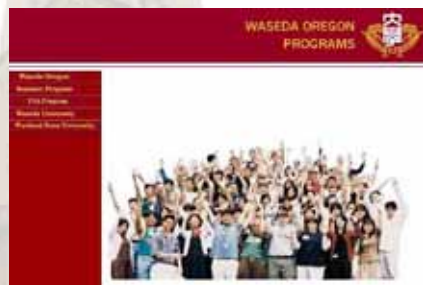 WASEDA OREGON
PROGRAMS
Waseda Oregon
Summer Program
Waseda University
Portland State University